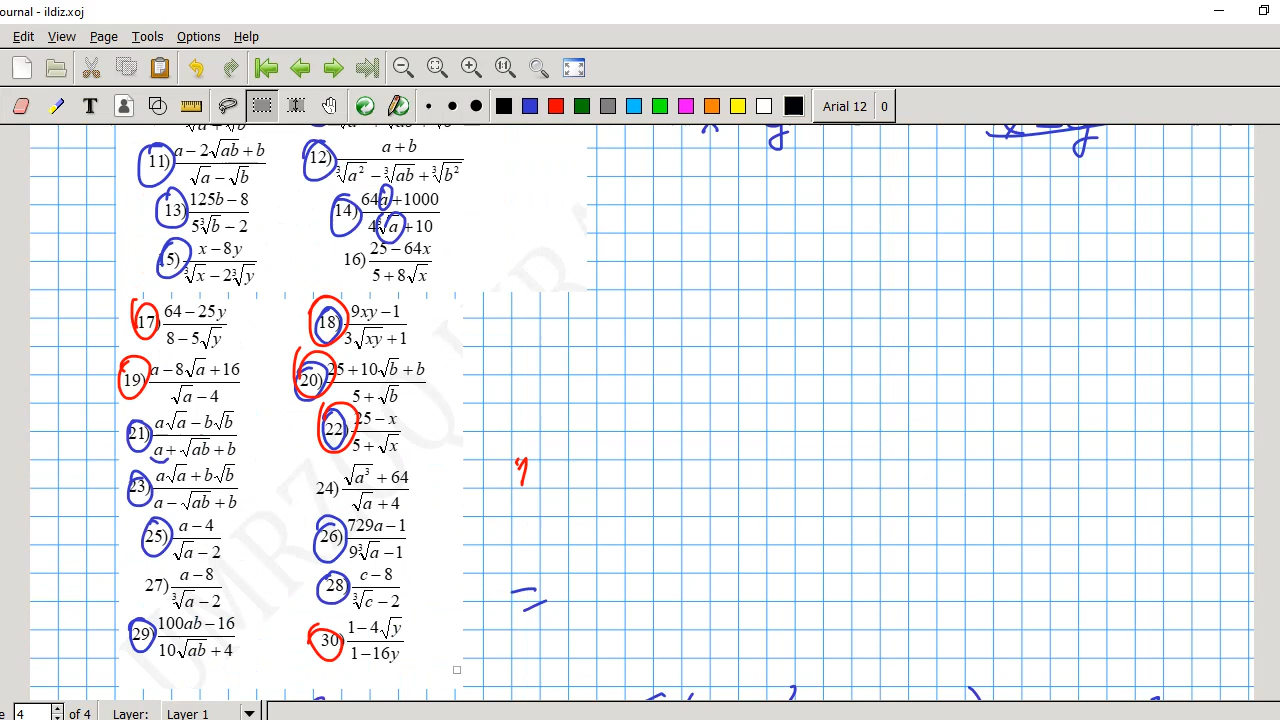 ournal - ildiz.xoj
Edit View Page Tools Options Help
Arial 12 0
11) (a − 2√(ab) + b)/(√a − √b)
12) (a + b)/(∛(a²) − ∛(ab) + ∛(b²))
13) (125b − 8)/(5∛b − 2)
14) (64a + 1000)/(4∛a + 10)
15) (x − 8y)/(∛x − 2∛y)
16) (25 − 64x)/(5 + 8√x)
17) (64 − 25y)/(8 − 5√y)
18) (9xy − 1)/(3√(xy) + 1)
19) (a − 8√a + 16)/(√a − 4)
20) (25 + 10√b + b)/(5 + √b)
21) (a√a − b√b)/(a + √(ab) + b)
22) (25 − x)/(5 + √x)
23) (a√a + b√b)/(a − √(ab) + b)
24) (√(a³) + 64)/(√a + 4)
25) (a − 4)/(√a − 2)
26) (729a − 1)/(9∛a − 1)
27) (a − 8)/(∛a − 2)
28) (c − 8)/(∛c − 2)
29) (100ab − 16)/(10√(ab) + 4)
30) (1 − 4√y)/(1 − 16y)
e 4 of 4 Layer: Layer 1